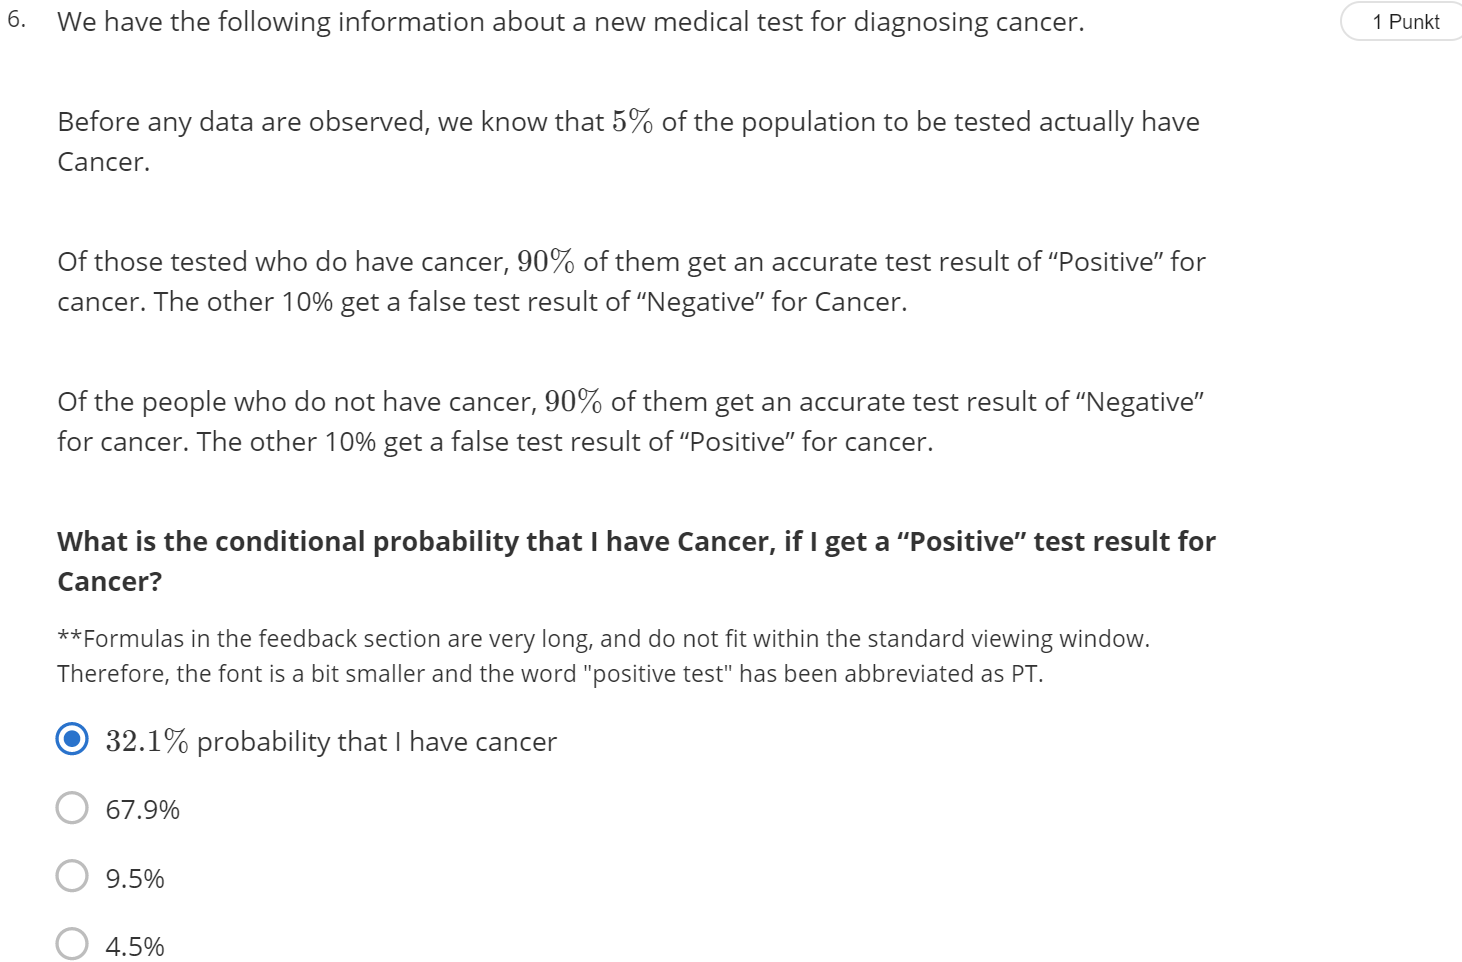 6. We have the following information about a new medical test for diagnosing cancer.
1 Punkt
Before any data are observed, we know that 5% of the population to be tested actually have
Cancer.
Of those tested who do have cancer, 90% of them get an accurate test result of “Positive” for
cancer. The other 10% get a false test result of “Negative” for Cancer.
Of the people who do not have cancer, 90% of them get an accurate test result of “Negative”
for cancer. The other 10% get a false test result of “Positive” for cancer.
What is the conditional probability that I have Cancer, if I get a “Positive” test result for
Cancer?
**Formulas in the feedback section are very long, and do not fit within the standard viewing window.
Therefore, the font is a bit smaller and the word "positive test" has been abbreviated as PT.
32.1% probability that I have cancer
67.9%
9.5%
4.5%